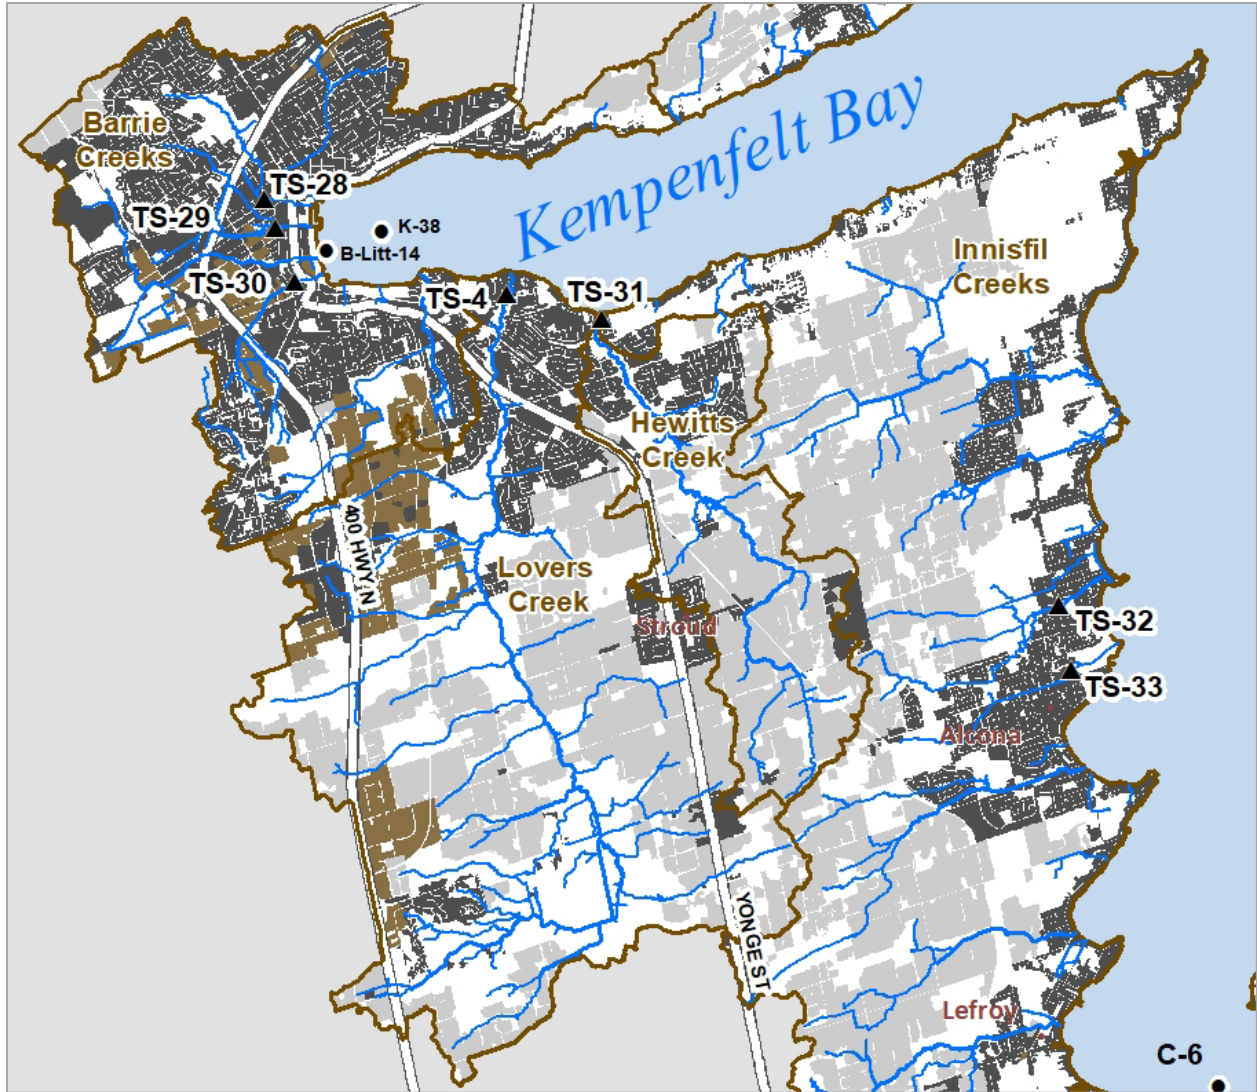 Kempenfelt Bay
Barrie
Creeks
TS-28
TS-29
K-38
B-Litt-14
TS-30
TS-4
TS-31
Innisfil
Creeks
Hewitts
Creek
400 HWY N
Lovers
Creek
Stroud
TS-32
TS-33
Alcona
YONGE ST
Lefroy
C-6